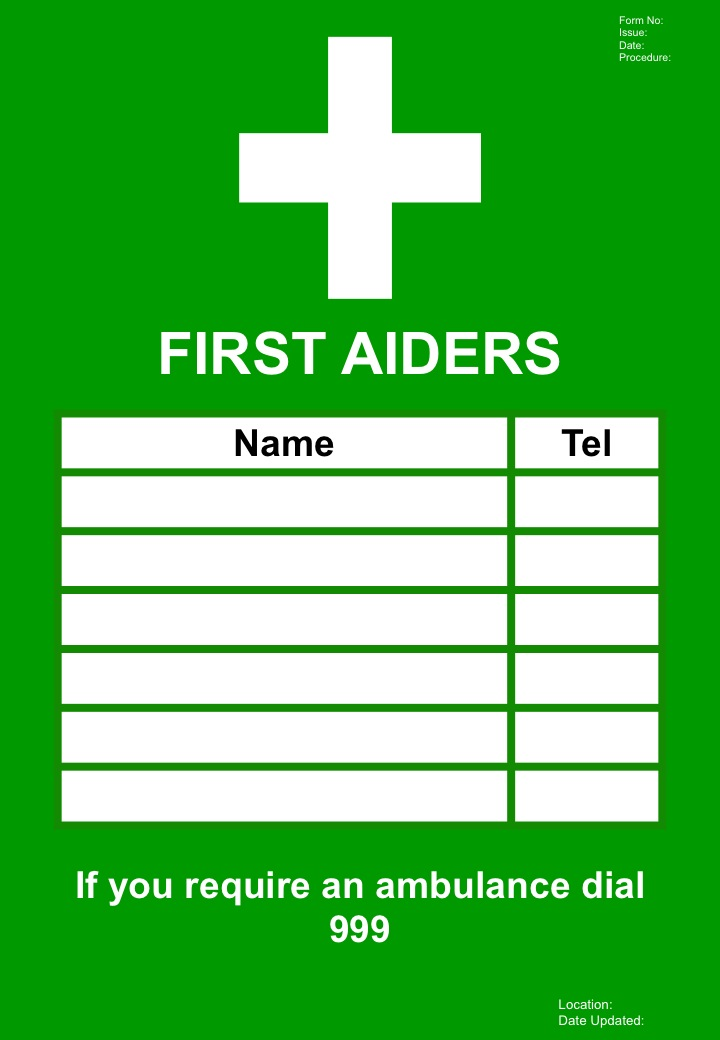 Form No:
Issue:
Date:
Procedure:
FIRST AIDERS
Name Tel
If you require an ambulance dial
999
Location:
Date Updated: